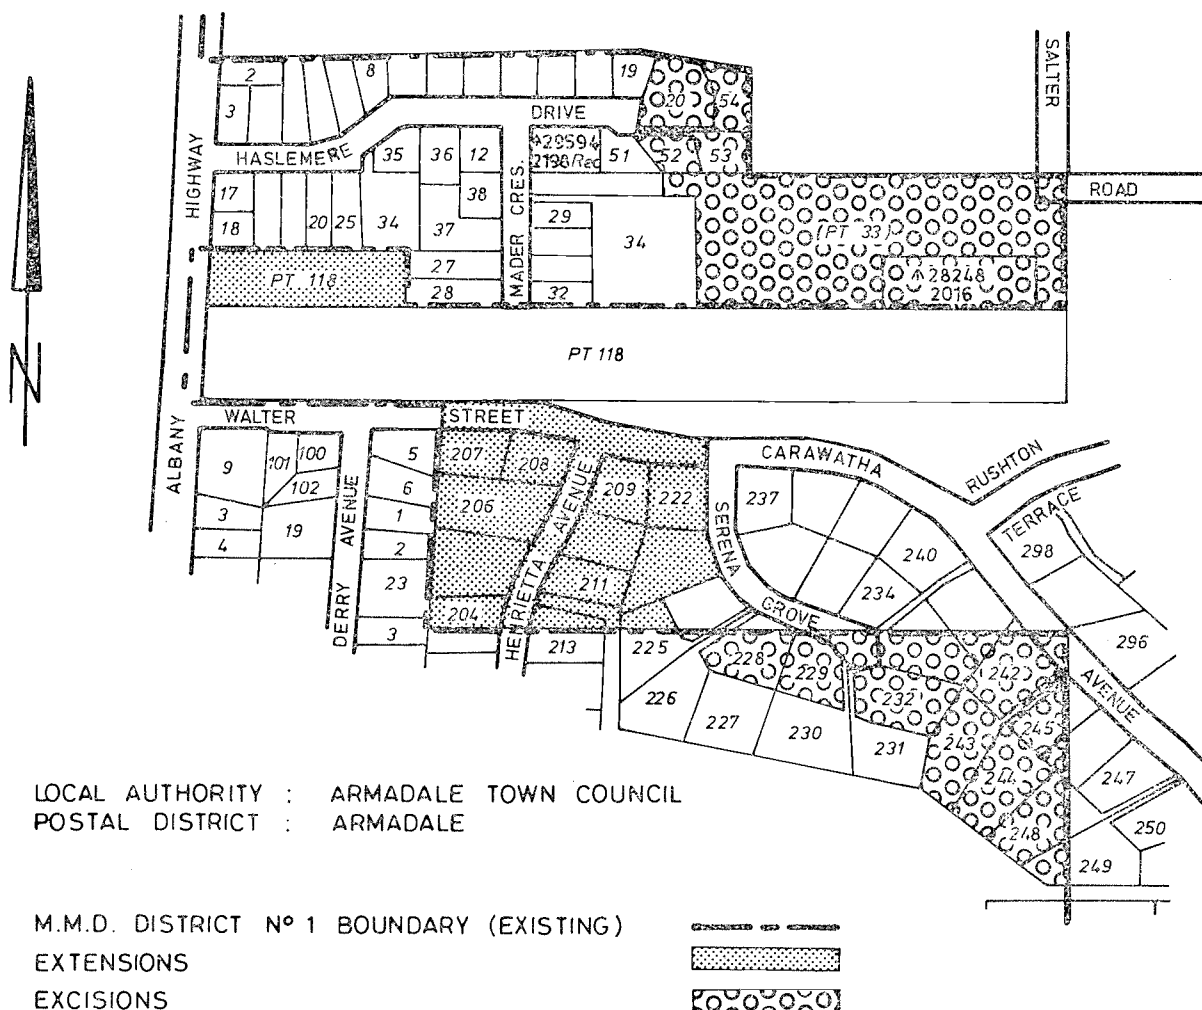 SALTER
2
8
19
3
20
54
DRIVE
HASLEMERE
35
36
12
29594
2198 Rec
51
52
53
HIGHWAY
17
38
ROAD
18
20
25
34
37
MADER CRES.
29
34
(PT 33)
PT 118
27
28
32
28248
2016
N
PT 118
ALBANY
WALTER
STREET
CARAWATHA
RUSHTON
TERRACE
9
101
100
102
5
207
208
6
206
209
222
237
3
19
1
4
2
DERRY AVENUE
HENRIETTA AVENUE
SERENA
GROVE
240
298
23
211
234
204
3
213
225
228
229
242
296
226
232
AVENUE
227
230
231
243
245
244
247
248
250
249
LOCAL AUTHORITY : ARMADALE TOWN COUNCIL
POSTAL DISTRICT : ARMADALE
M.M.D. DISTRICT Nº 1 BOUNDARY (EXISTING)
EXTENSIONS
EXCISIONS